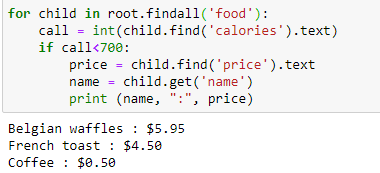 for child in root.findall('food'):
    call = int(child.find('calories').text)
    if call<700:
        price = child.find('price').text
        name = child.get('name')
        print (name, ":", price)
Belgian waffles : $5.95
French toast : $4.50
Coffee : $0.50